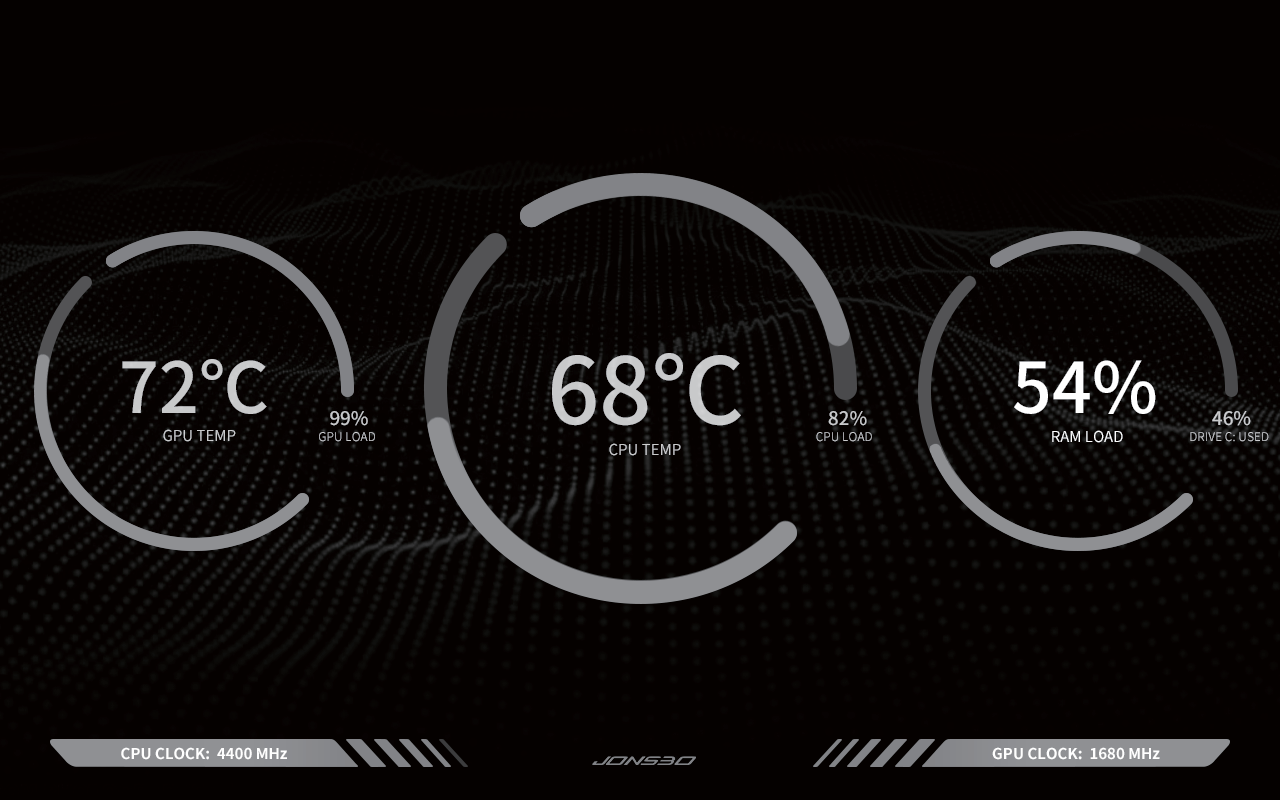 72°C
GPU TEMP
99%
GPU LOAD
68°C
CPU TEMP
82%
CPU LOAD
54%
RAM LOAD
46%
DRIVE C: USED
CPU CLOCK: 4400 MHz
JONSBO
GPU CLOCK: 1680 MHz